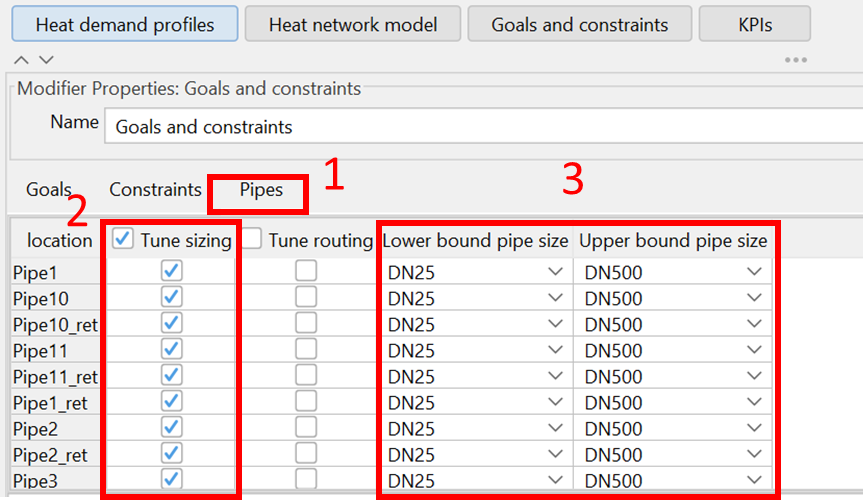 Heat demand profiles Heat network model Goals and constraints KPIs
Modifier Properties: Goals and constraints
Name Goals and constraints
1 3
Goals Constraints Pipes
2
location Tune sizing Tune routing Lower bound pipe size Upper bound pipe size
Pipe1 DN25 DN500
Pipe10 DN25 DN500
Pipe10_ret DN25 DN500
Pipe11 DN25 DN500
Pipe11_ret DN25 DN500
Pipe1_ret DN25 DN500
Pipe2 DN25 DN500
Pipe2_ret DN25 DN500
Pipe3 DN25 DN500